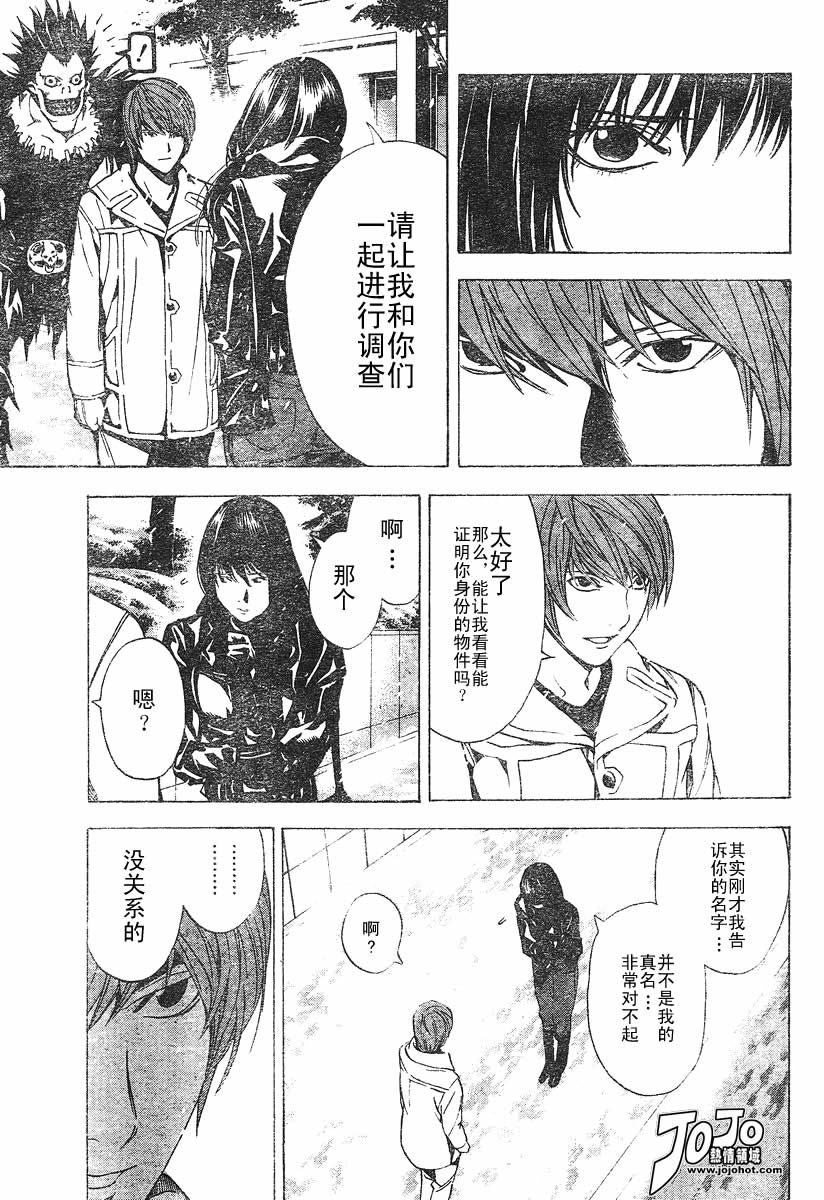 !
请让我和你们
一起进行调查
太好了
那么,能让我看看能
证明你身份的物件吗?
啊…
那个
嗯?
其实刚才我告
诉你的名字…
并不是我的
真名…
非常对不起
啊?
………
………
没关系的
JOJO
熱情領域
www.jojohot.com